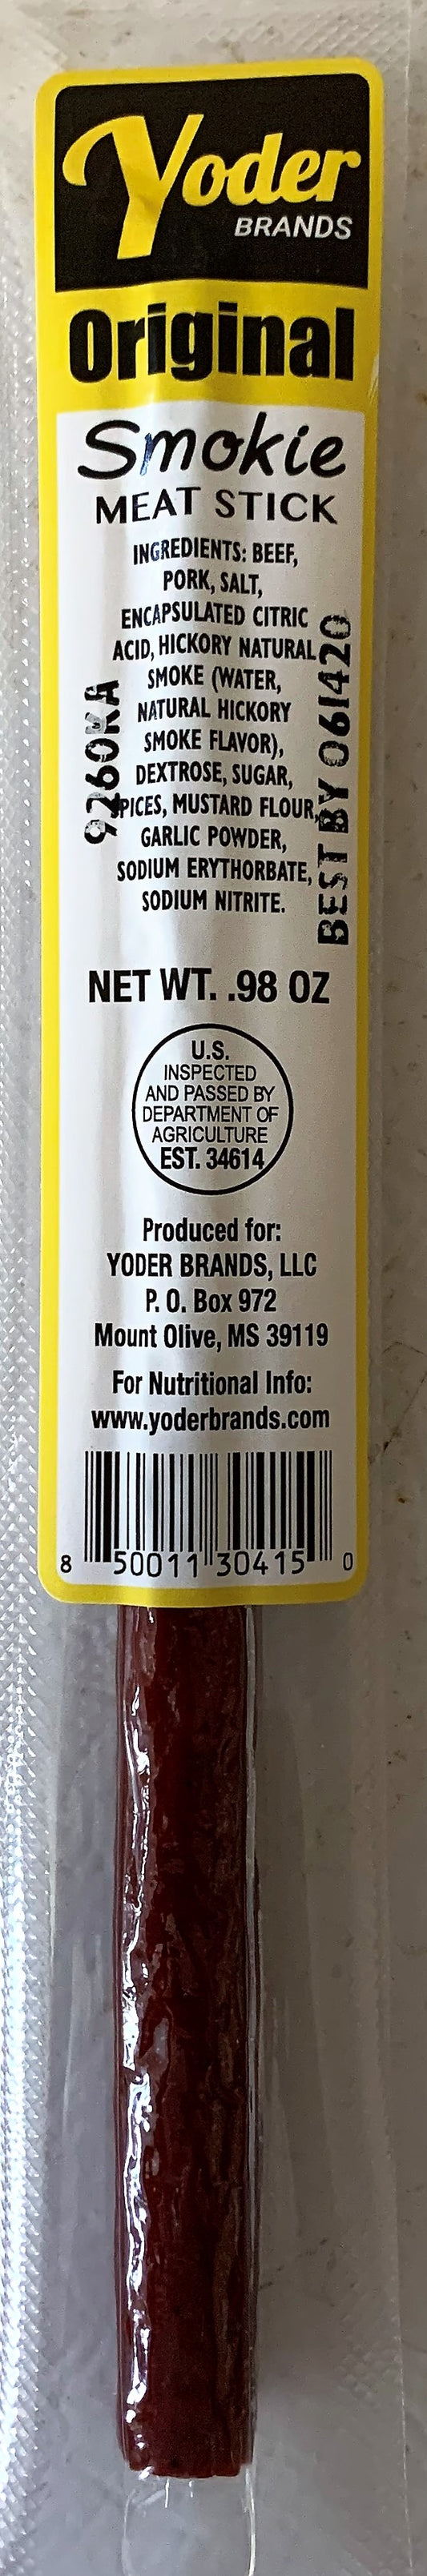 Yoder
BRANDS
Original
Smokie
MEAT STICK
INGREDIENTS: BEEF,
PORK, SALT,
ENCAPSULATED CITRIC
ACID, HICKORY NATURAL
SMOKE (WATER,
NATURAL HICKORY
SMOKE FLAVOR),
DEXTROSE, SUGAR,
SPICES, MUSTARD FLOUR,
GARLIC POWDER,
SODIUM ERYTHORBATE,
SODIUM NITRITE.
9260KA
BEST BY 061420
NET WT. .98 OZ
U.S.
INSPECTED
AND PASSED BY
DEPARTMENT OF
AGRICULTURE
EST. 34614
Produced for:
YODER BRANDS, LLC
P. O. Box 972
Mount Olive, MS 39119
For Nutritional Info:
www.yoderbrands.com
8 50011 30415 0